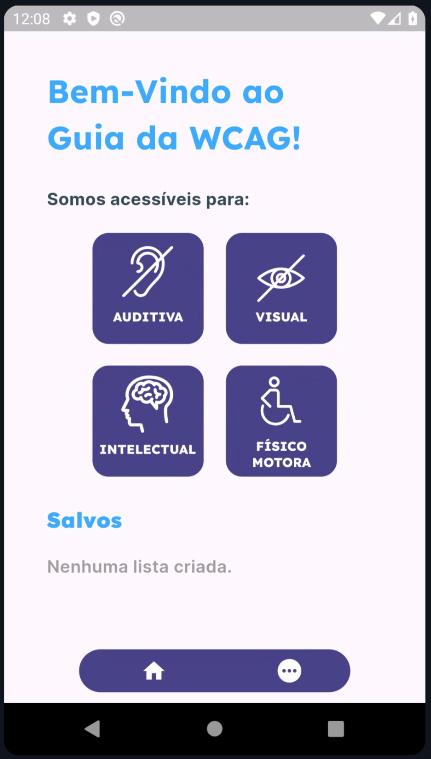 12:08
Bem-Vindo ao
Guia da WCAG!
Somos acessíveis para:
AUDITIVA
VISUAL
INTELECTUAL
FÍSICO
MOTORA
Salvos
Nenhuma lista criada.